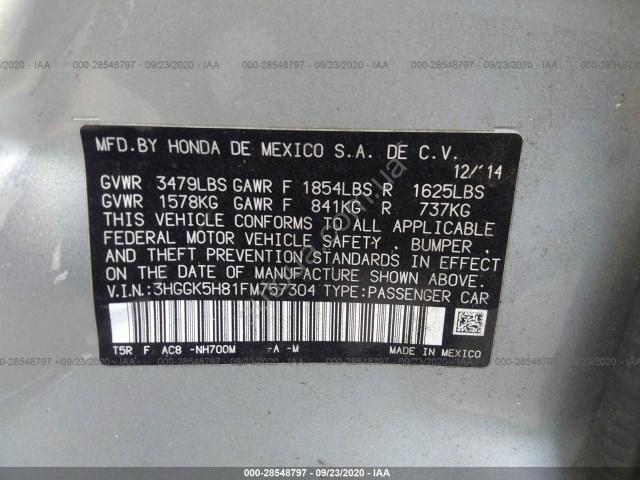 000-28548797 - 09/23/2020 - IAA
MFD.BY HONDA DE MEXICO S.A. DE C.V.
12/14
GVWR 3479LBS GAWR F 1854LBS R 1625LBS
GVWR 1578KG GAWR F 841KG R 737KG
THIS VEHICLE CONFORMS TO ALL APPLICABLE
FEDERAL MOTOR VEHICLE SAFETY , BUMPER ,
AND THEFT PREVENTION STANDARDS IN EFFECT
ON THE DATE OF MANUFACTURE SHOWN ABOVE.
V.I.N.: TYPE:PASSENGER CAR
T5R F AC8 -NH700M -A -M MADE IN MEXICO
000-28548797 - 09/23/2020 - IAA